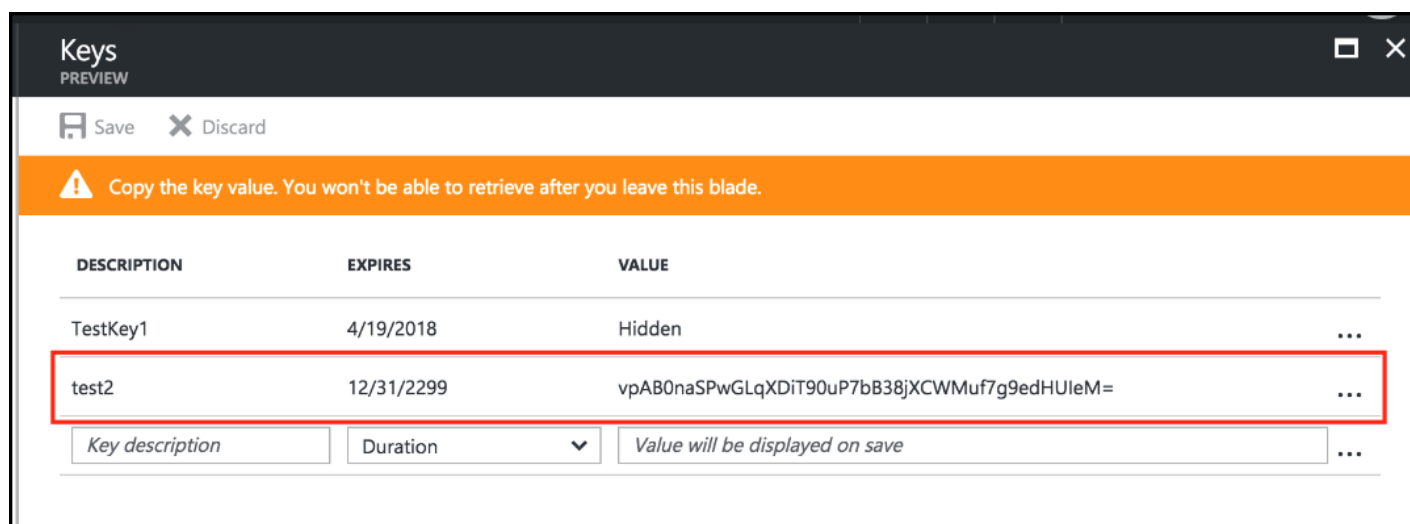 Keys
PREVIEW
Save Discard
Copy the key value. You won't be able to retrieve after you leave this blade.
DESCRIPTION EXPIRES VALUE
TestKey1 4/19/2018 Hidden ...
test2 12/31/2299 vpAB0naSPwGLqXDiT90uP7bB38jXCWMuf7g9edHUIeM= ...
Key description Duration Value will be displayed on save ...